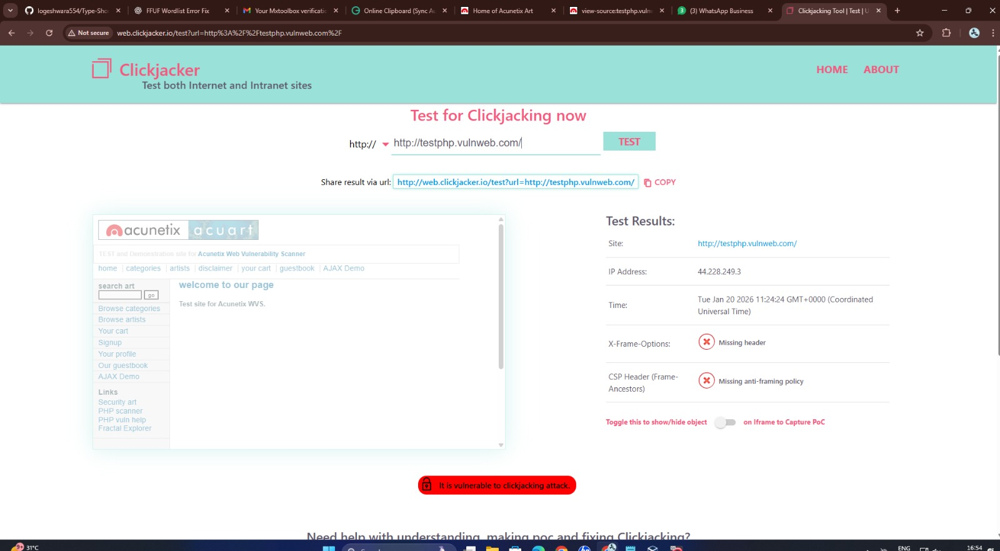 logeshwara554/Type-Sho
FFUF Wordlist Error Fix
Your Mxtoolbox verificati
Online Clipboard (Sync A
Home of Acunetix Art
view-source:testphp.vuln
(3) WhatsApp Business
Clickjacking Tool | Test | U
Not secure
web.clickjacker.io/test?url=http%3A%2F%2Ftestphp.vulnweb.com%2F
Clickjacker
Test both Internet and Intranet sites
HOME
ABOUT
Test for Clickjacking now
http://
http://testphp.vulnweb.com/
TEST
Share result via url:
http://web.clickjacker.io/test?url=http://testphp.vulnweb.com/
COPY
acunetix acuart
TEST and Demonstration site for Acunetix Web Vulnerability Scanner
home | categories | artists | disclaimer | your cart | guestbook | AJAX Demo
search art
go
Browse categories
Browse artists
Your cart
Signup
Your profile
Our guestbook
AJAX Demo
Links
Security art
PHP scanner
PHP vuln help
Fractal Explorer
welcome to our page
Test site for Acunetix WVS.
Test Results:
Site:
http://testphp.vulnweb.com/
IP Address:
44.228.249.3
Time:
Tue Jan 20 2026 11:24:24 GMT+0000 (Coordinated
Universal Time)
X-Frame-Options:
Missing header
CSP Header (Frame-
Ancestors)
Missing anti-framing policy
Toggle this to show/hide object
on Iframe to Capture PoC
It is vulnerable to clickjacking attack.
Need help with understanding, making poc and fixing Clickjacking?
9+
31°C
ENG
16:54